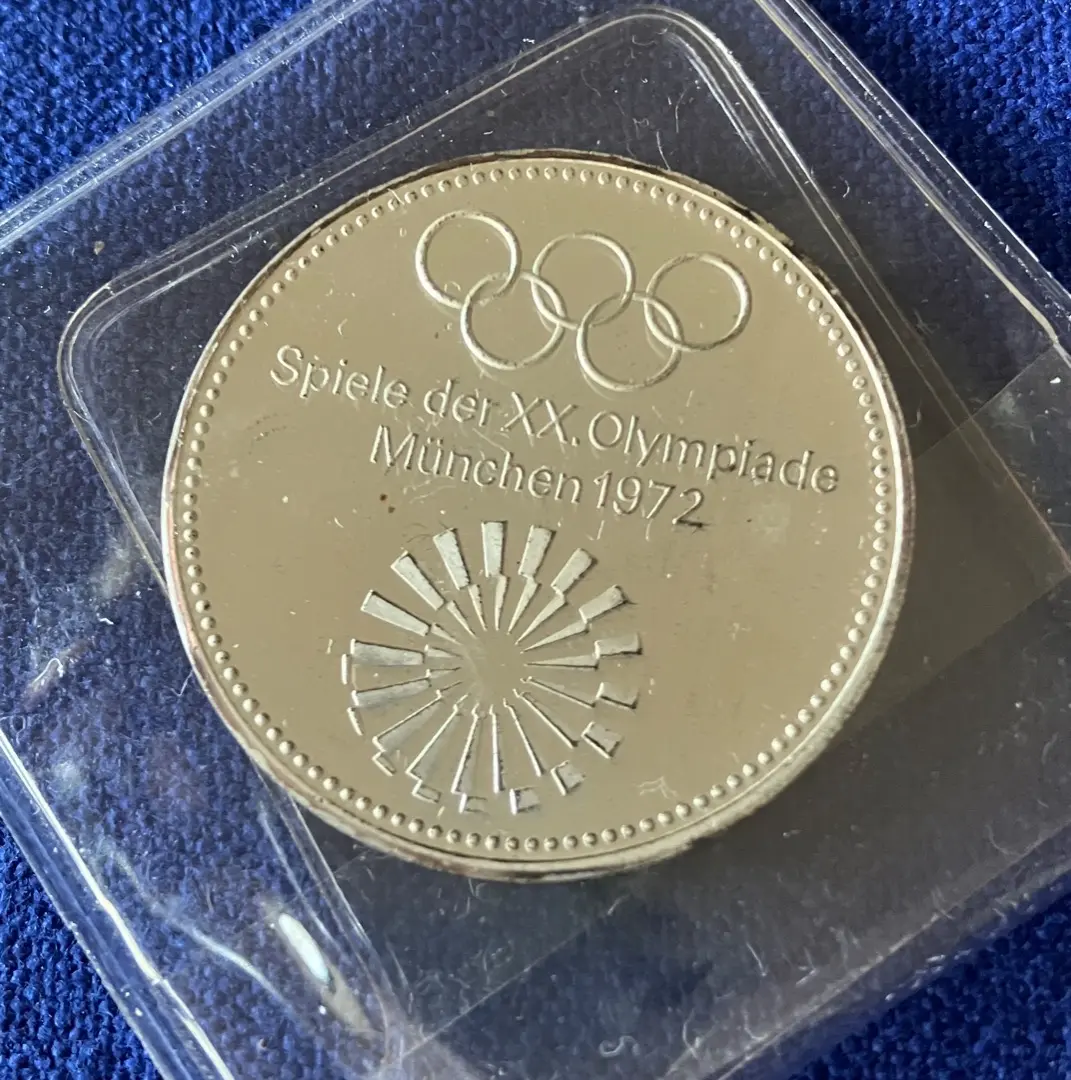 Spiele der XX. Olympiade
München 1972